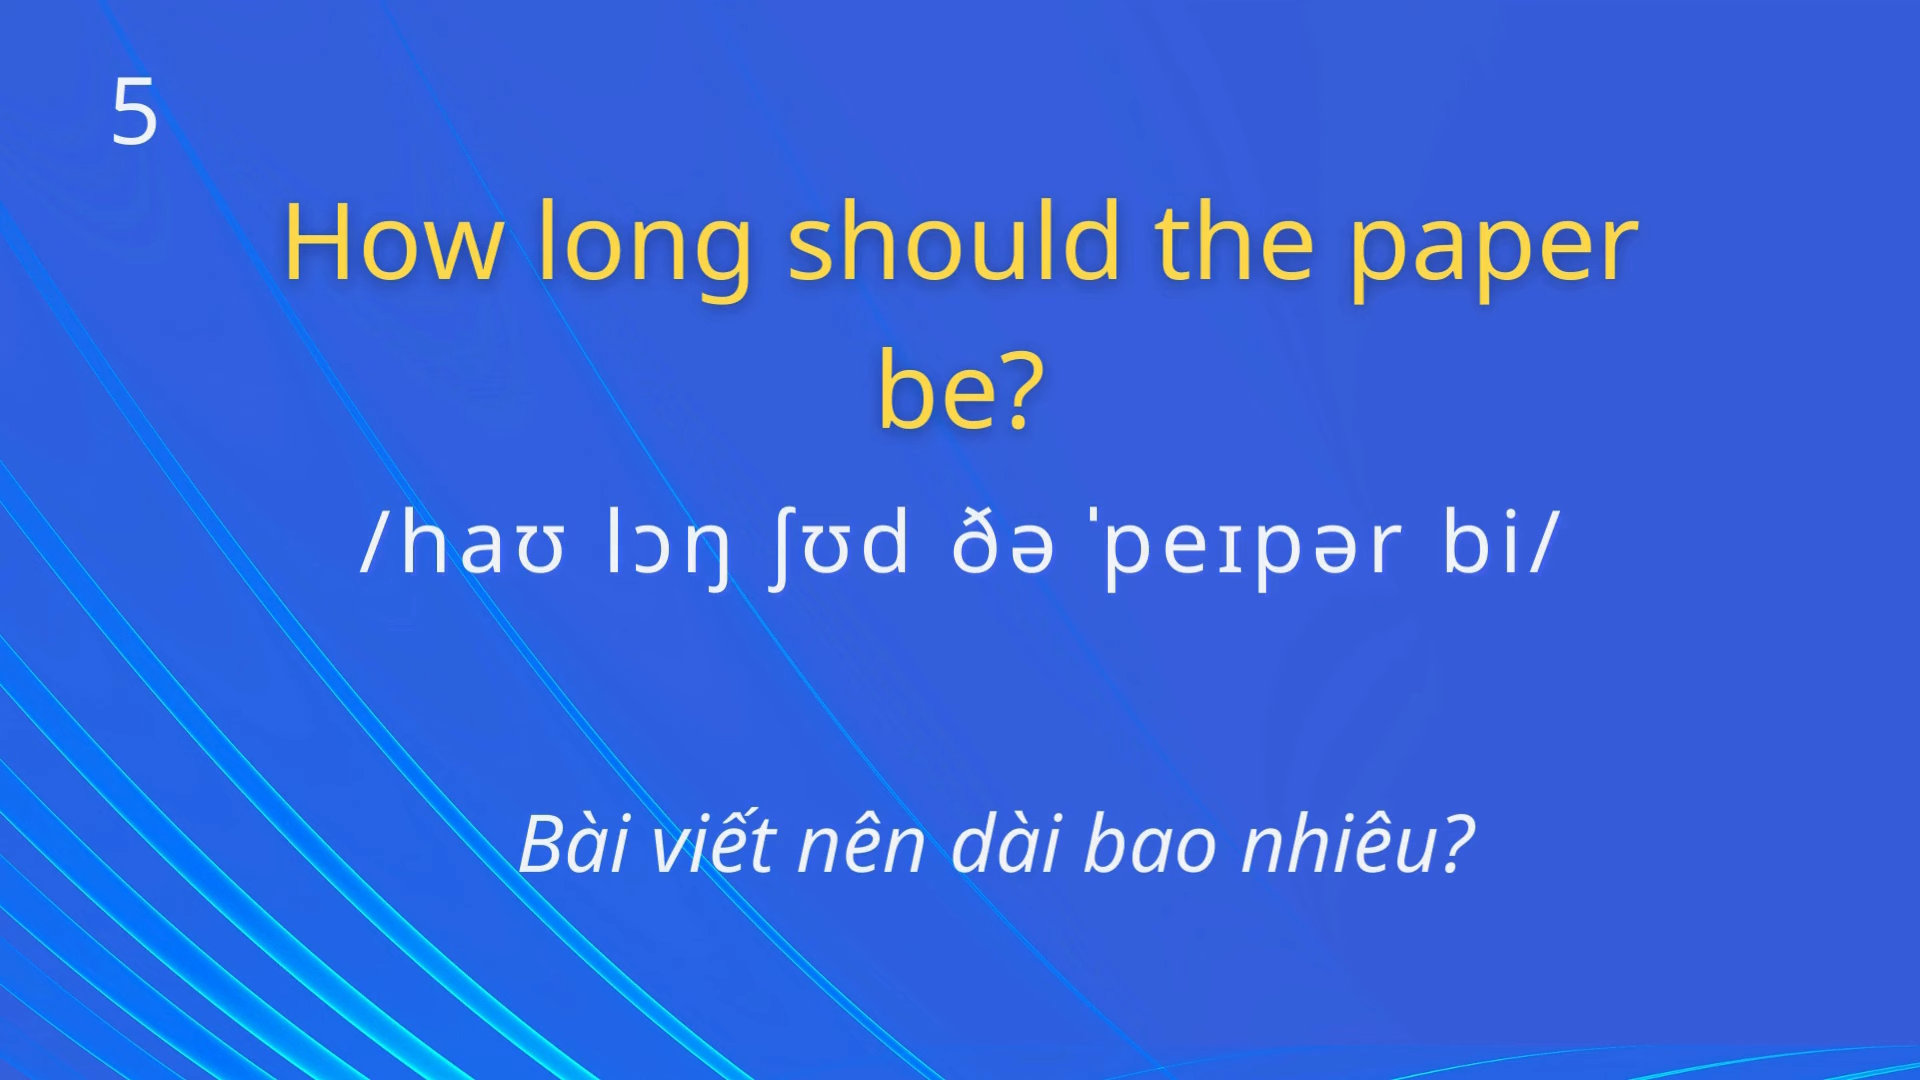 5
How long should the paper
be?
/haʊ lɔŋ ʃʊd ðə ˈpeɪpər bi/
Bài viết nên dài bao nhiêu?